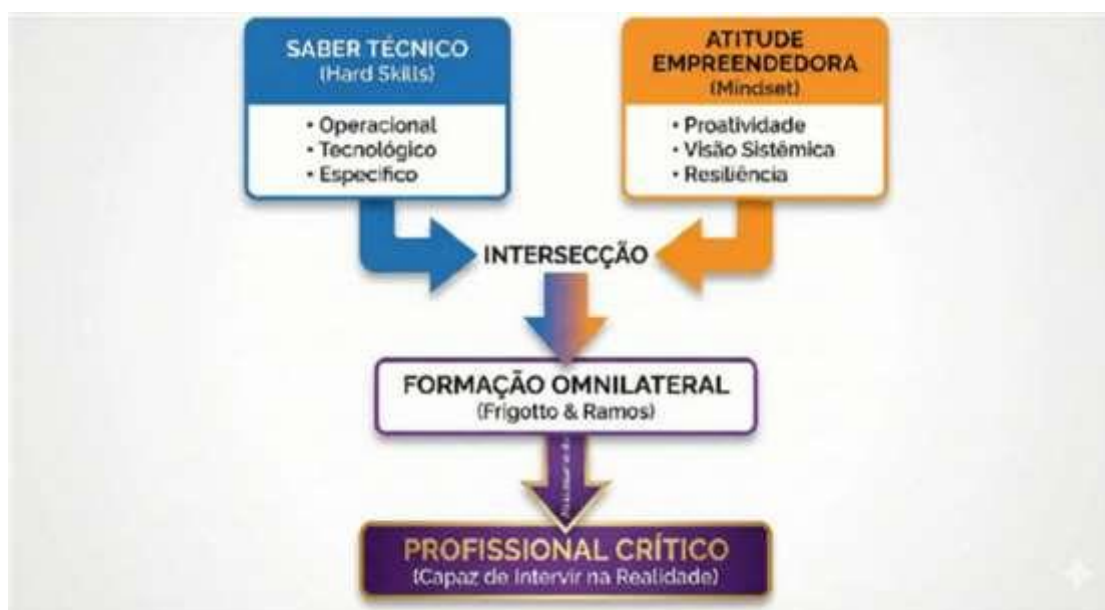 SABER TÉCNICO
(Hard Skills)
• Operacional
• Tecnológico
• Específico
ATITUDE
EMPREENDEDORA
(Mindset)
• Proatividade
• Visão Sistêmica
• Resiliência
INTERSECÇÃO
FORMAÇÃO OMNILATERAL
(Frigotto & Ramos)
PROFISSIONAL CRÍTICO
(Capaz de Intervir na Realidade)